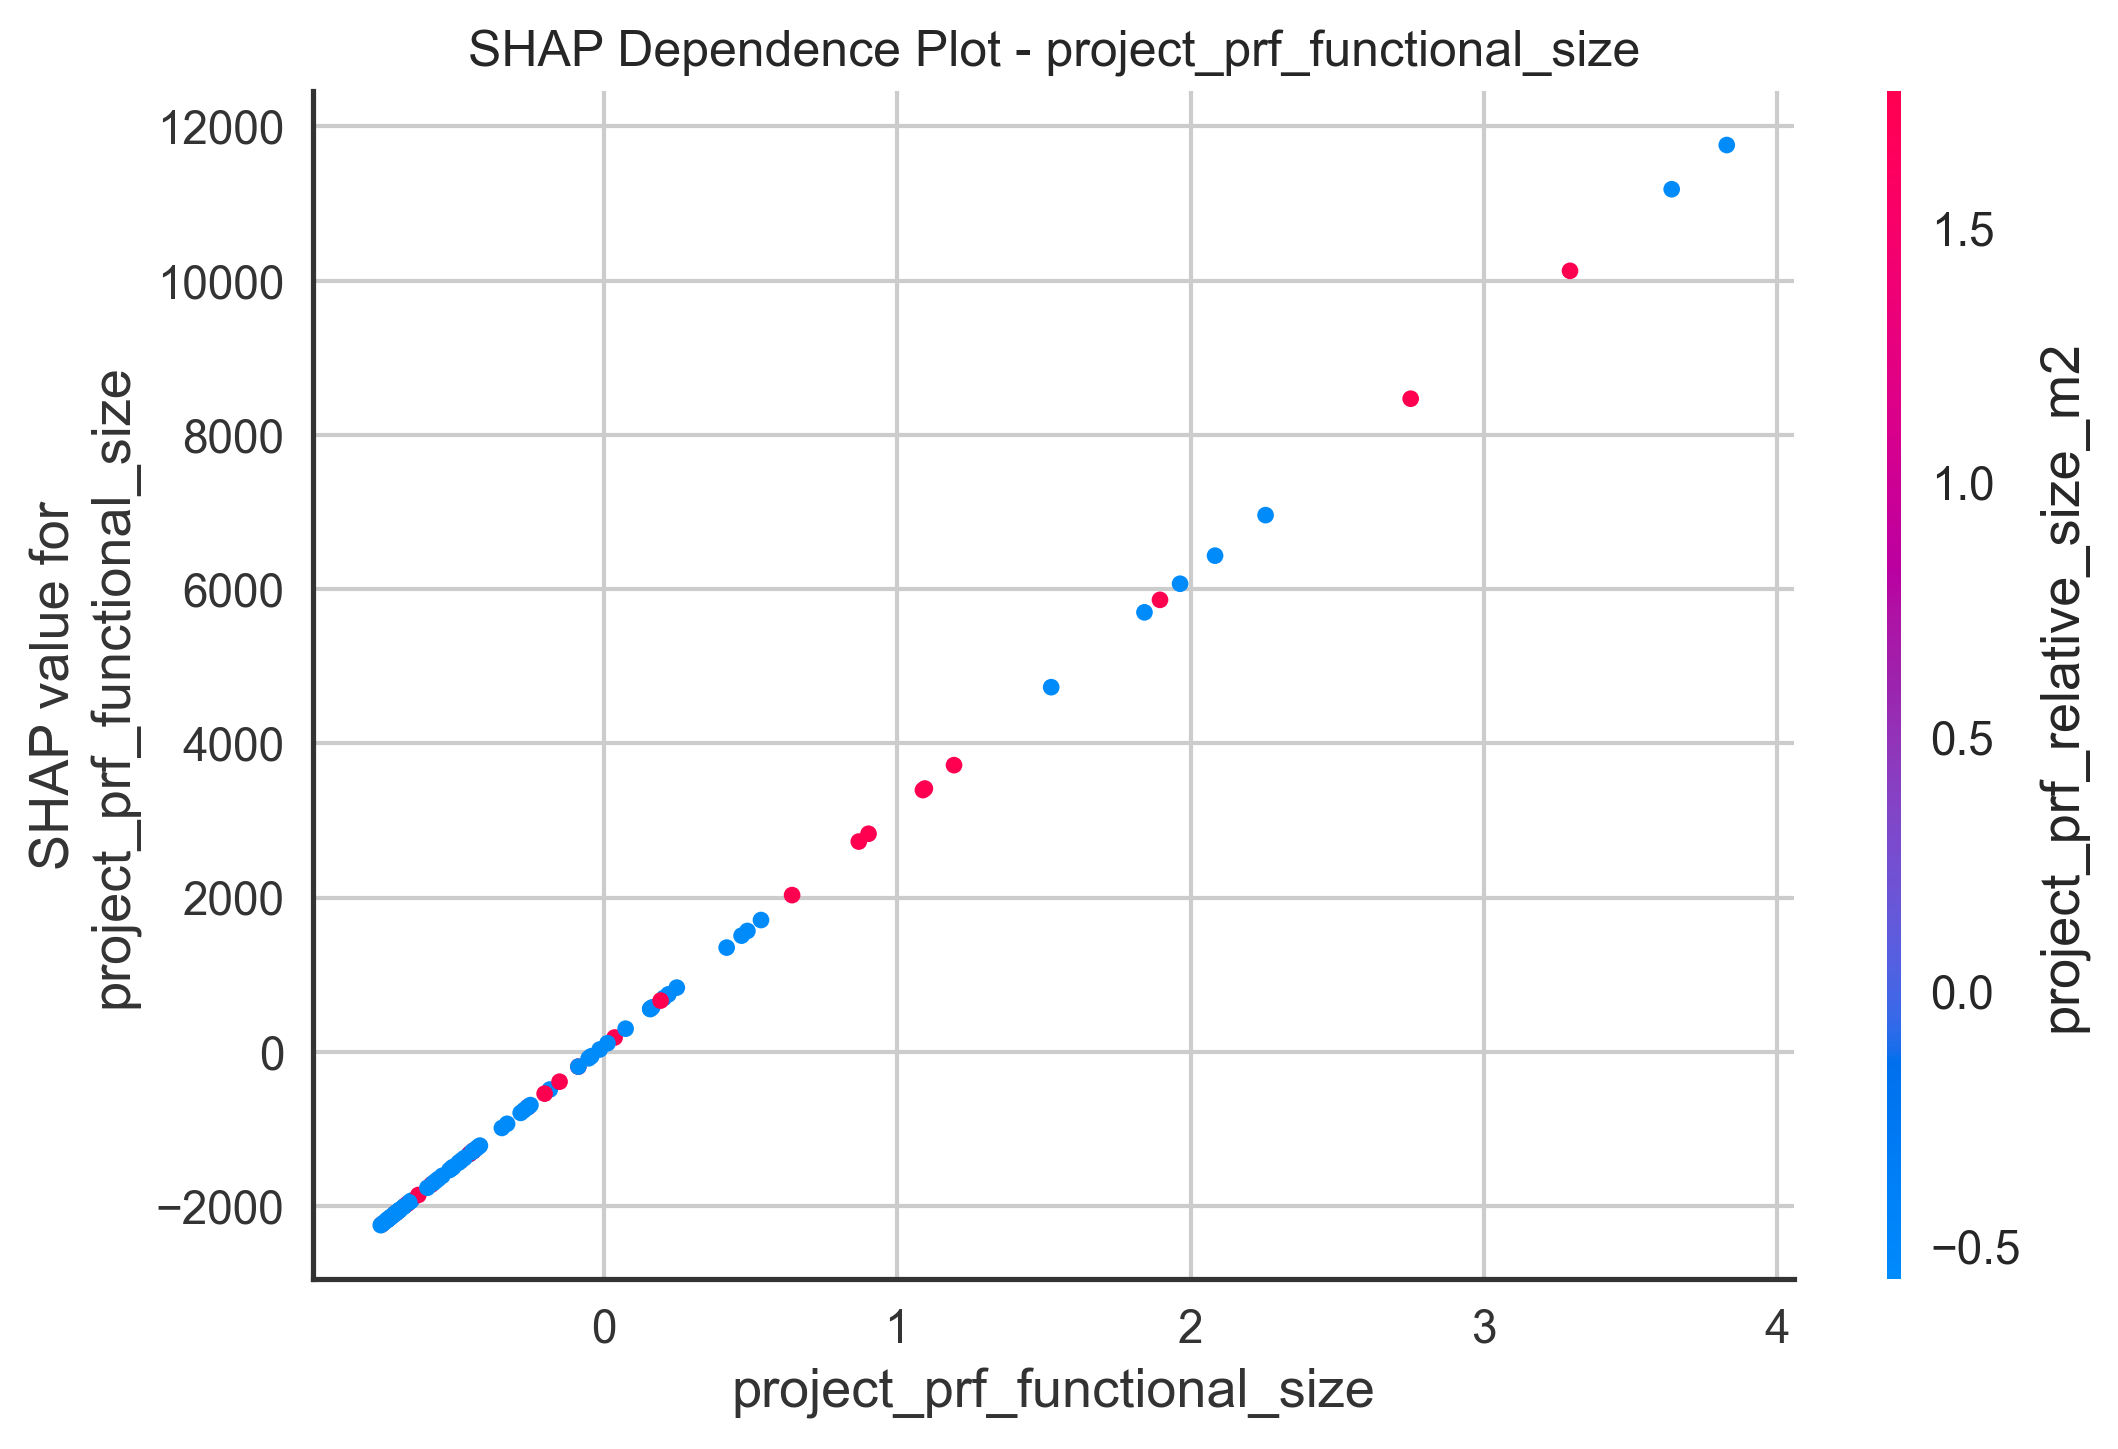 SHAP Dependence Plot - project_prf_functional_size
12000
10000
8000
6000
4000
2000
0
−2000
SHAP value for
project_prf_functional_size
0 1 2 3 4
project_prf_functional_size
1.5
1.0
0.5
0.0
−0.5
project_prf_relative_size_m2